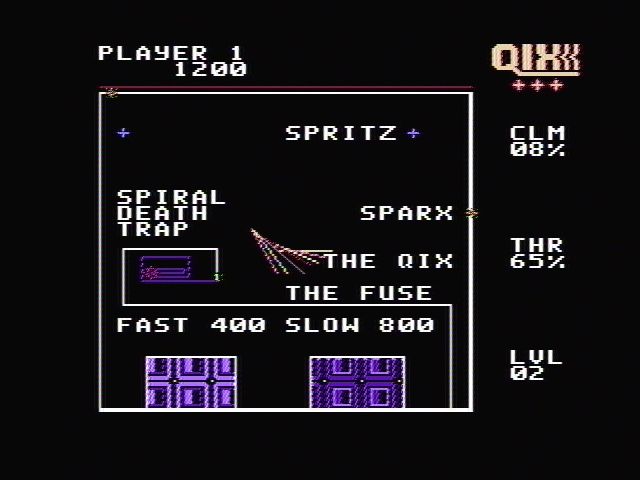 PLAYER 1
1200
QIX
CLM
08%
SPRITZ
SPIRAL
DEATH
TRAP
SPARX
THR
65%
THE QIX
THE FUSE
FAST 400 SLOW 800
LVL
02